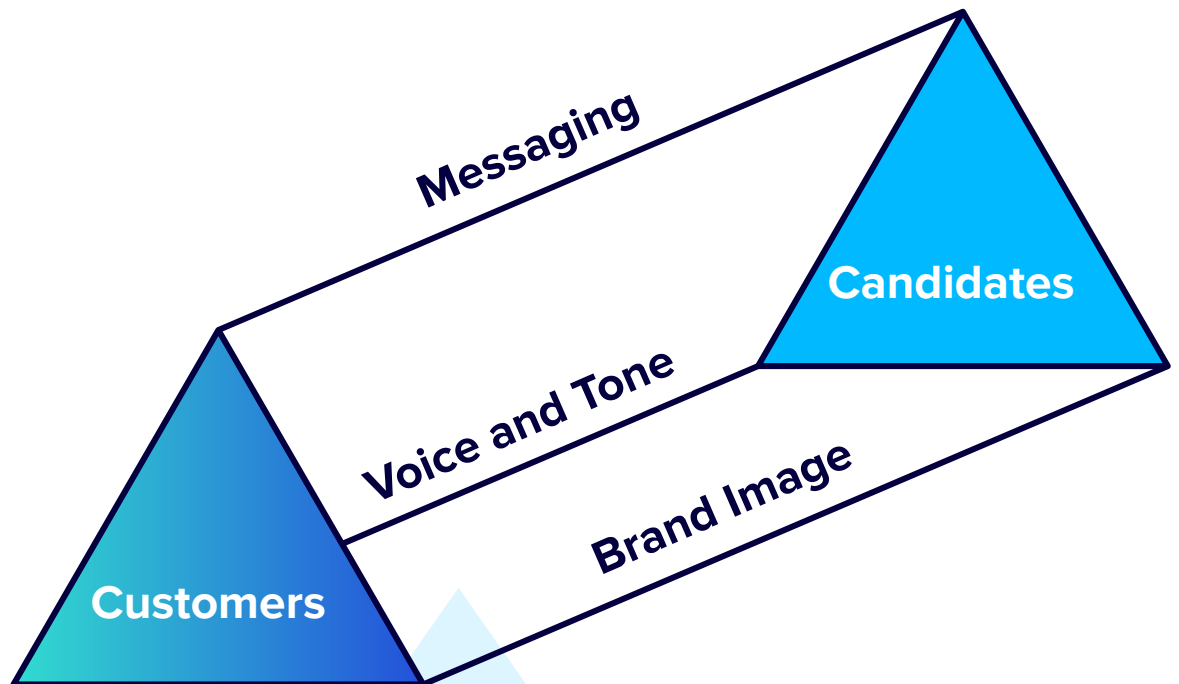 Messaging
Candidates
Voice and Tone
Brand Image
Customers